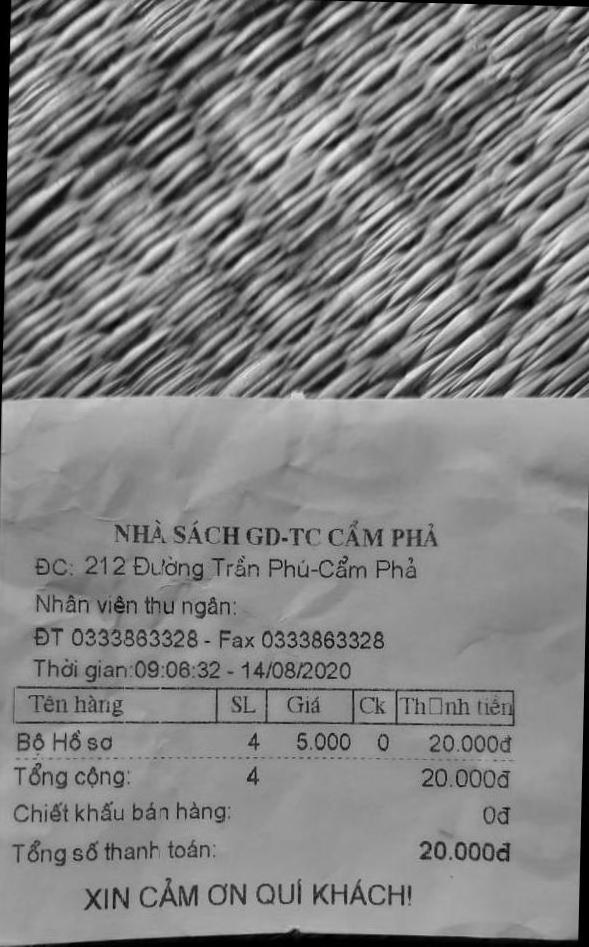 NHÀ SÁCH GD-TC CẨM PHẢ
ĐC: 212 Đường Trần Phú-Cẩm Phả
Nhân viên thu ngân:
ĐT 0333863328 - Fax 0333863328
Thời gian:09:06:32 - 14/08/2020
Tên hàng SL Giá Ck Th□nh tiền
Bộ Hồ sơ 4 5.000 0 20.000đ
Tổng cộng: 4 20.000đ
Chiết khấu bán hàng: 0đ
Tổng số thanh toán: 20.000đ
XIN CẢM ƠN QUÍ KHÁCH!